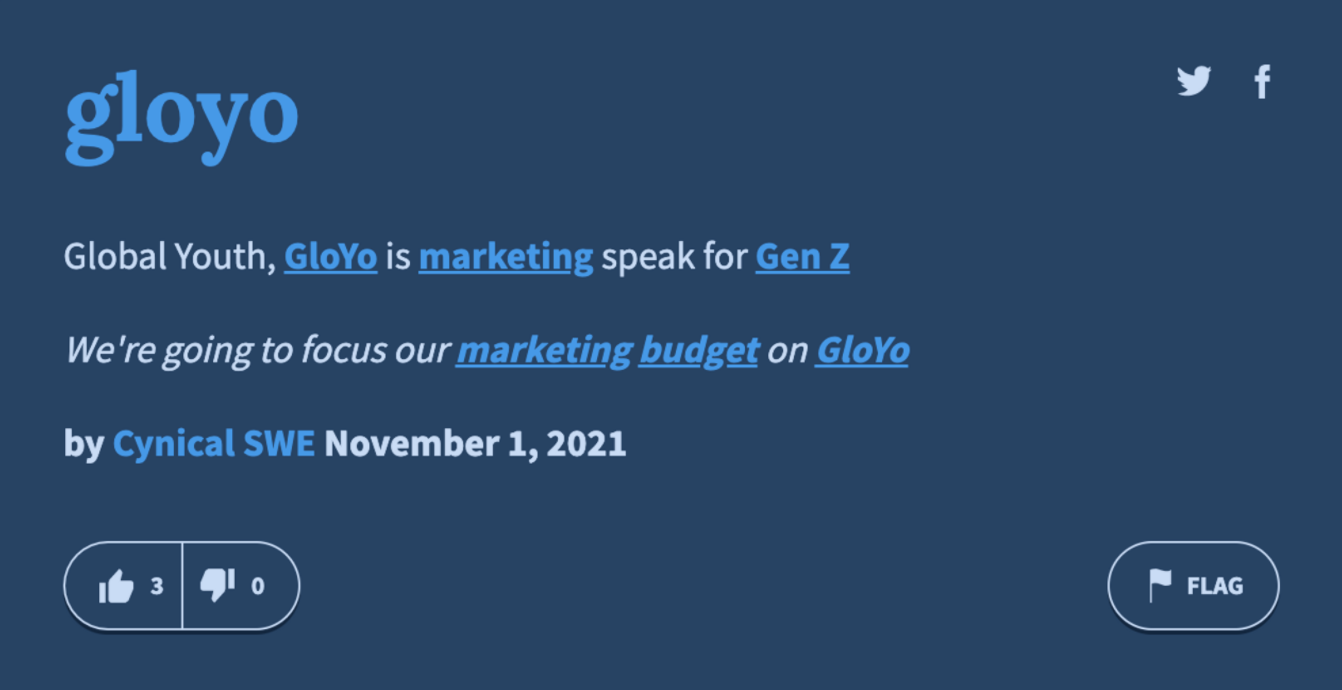 gloyo
Global Youth, GloYo is marketing speak for Gen Z
We're going to focus our marketing budget on GloYo
by Cynical SWE November 1, 2021
3 0 FLAG